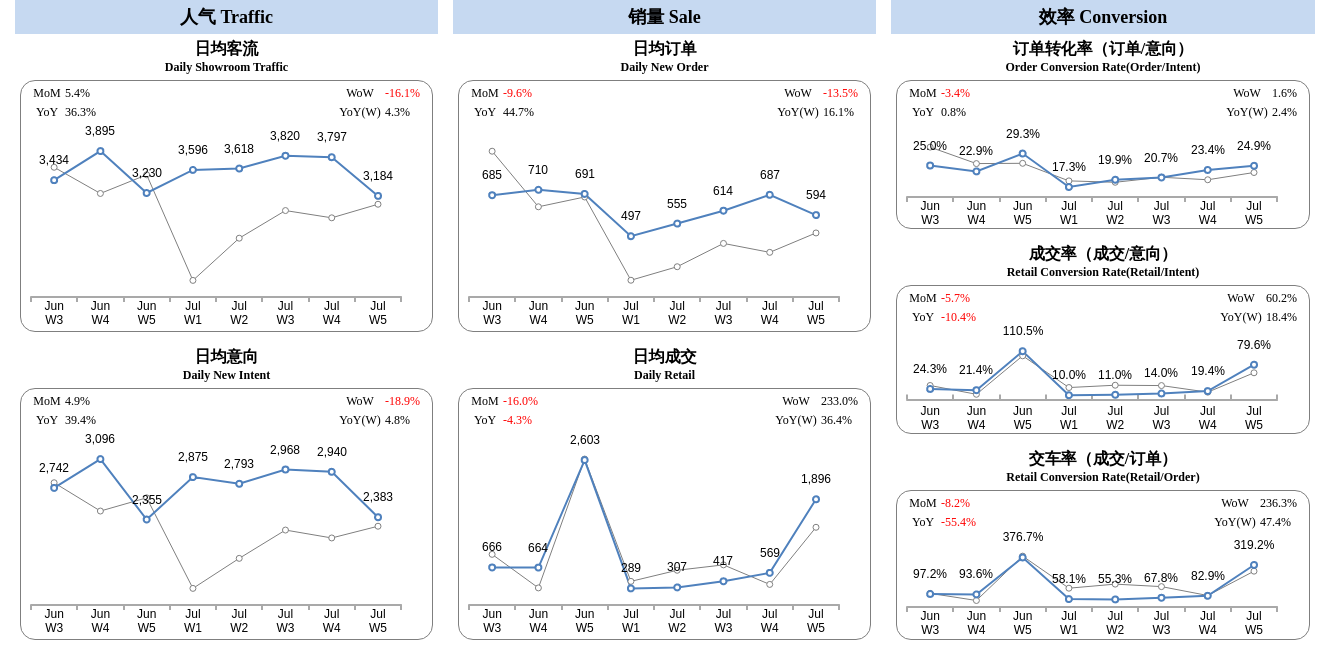 人气 Traffic
日均客流
Daily Showroom Traffic
MoM 5.4% WoW -16.1%
YoY 36.3% YoY(W) 4.3%
3,434 3,895 3,230 3,596 3,618 3,820 3,797 3,184
Jun Jun Jun Jul Jul Jul Jul Jul
W3 W4 W5 W1 W2 W3 W4 W5
日均意向
Daily New Intent
MoM 4.9% WoW -18.9%
YoY 39.4% YoY(W) 4.8%
2,742 3,096 2,355 2,875 2,793 2,968 2,940 2,383
Jun Jun Jun Jul Jul Jul Jul Jul
W3 W4 W5 W1 W2 W3 W4 W5
销量 Sale
日均订单
Daily New Order
MoM -9.6% WoW -13.5%
YoY 44.7% YoY(W) 16.1%
685 710 691 497 555 614 687 594
Jun Jun Jun Jul Jul Jul Jul Jul
W3 W4 W5 W1 W2 W3 W4 W5
日均成交
Daily Retail
MoM -16.0% WoW 233.0%
YoY -4.3% YoY(W) 36.4%
666 664 2,603 289 307 417 569 1,896
Jun Jun Jun Jul Jul Jul Jul Jul
W3 W4 W5 W1 W2 W3 W4 W5
效率 Conversion
订单转化率（订单/意向）
Order Conversion Rate(Order/Intent)
MoM -3.4% WoW 1.6%
YoY 0.8% YoY(W) 2.4%
25.0% 22.9% 29.3% 17.3% 19.9% 20.7% 23.4% 24.9%
Jun Jun Jun Jul Jul Jul Jul Jul
W3 W4 W5 W1 W2 W3 W4 W5
成交率（成交/意向）
Retail Conversion Rate(Retail/Intent)
MoM -5.7% WoW 60.2%
YoY -10.4% YoY(W) 18.4%
24.3% 21.4% 110.5% 10.0% 11.0% 14.0% 19.4% 79.6%
Jun Jun Jun Jul Jul Jul Jul Jul
W3 W4 W5 W1 W2 W3 W4 W5
交车率（成交/订单）
Retail Conversion Rate(Retail/Order)
MoM -8.2% WoW 236.3%
YoY -55.4% YoY(W) 47.4%
97.2% 93.6% 376.7% 58.1% 55.3% 67.8% 82.9% 319.2%
Jun Jun Jun Jul Jul Jul Jul Jul
W3 W4 W5 W1 W2 W3 W4 W5